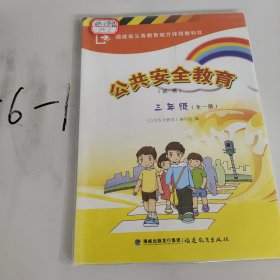 福建省义务教育地方课程教科书
公共安全教育
(试用)
三年级(全一册)
《公共安全教育》编写组 编
海峡出版发行集团 福建教育出版社
6-1